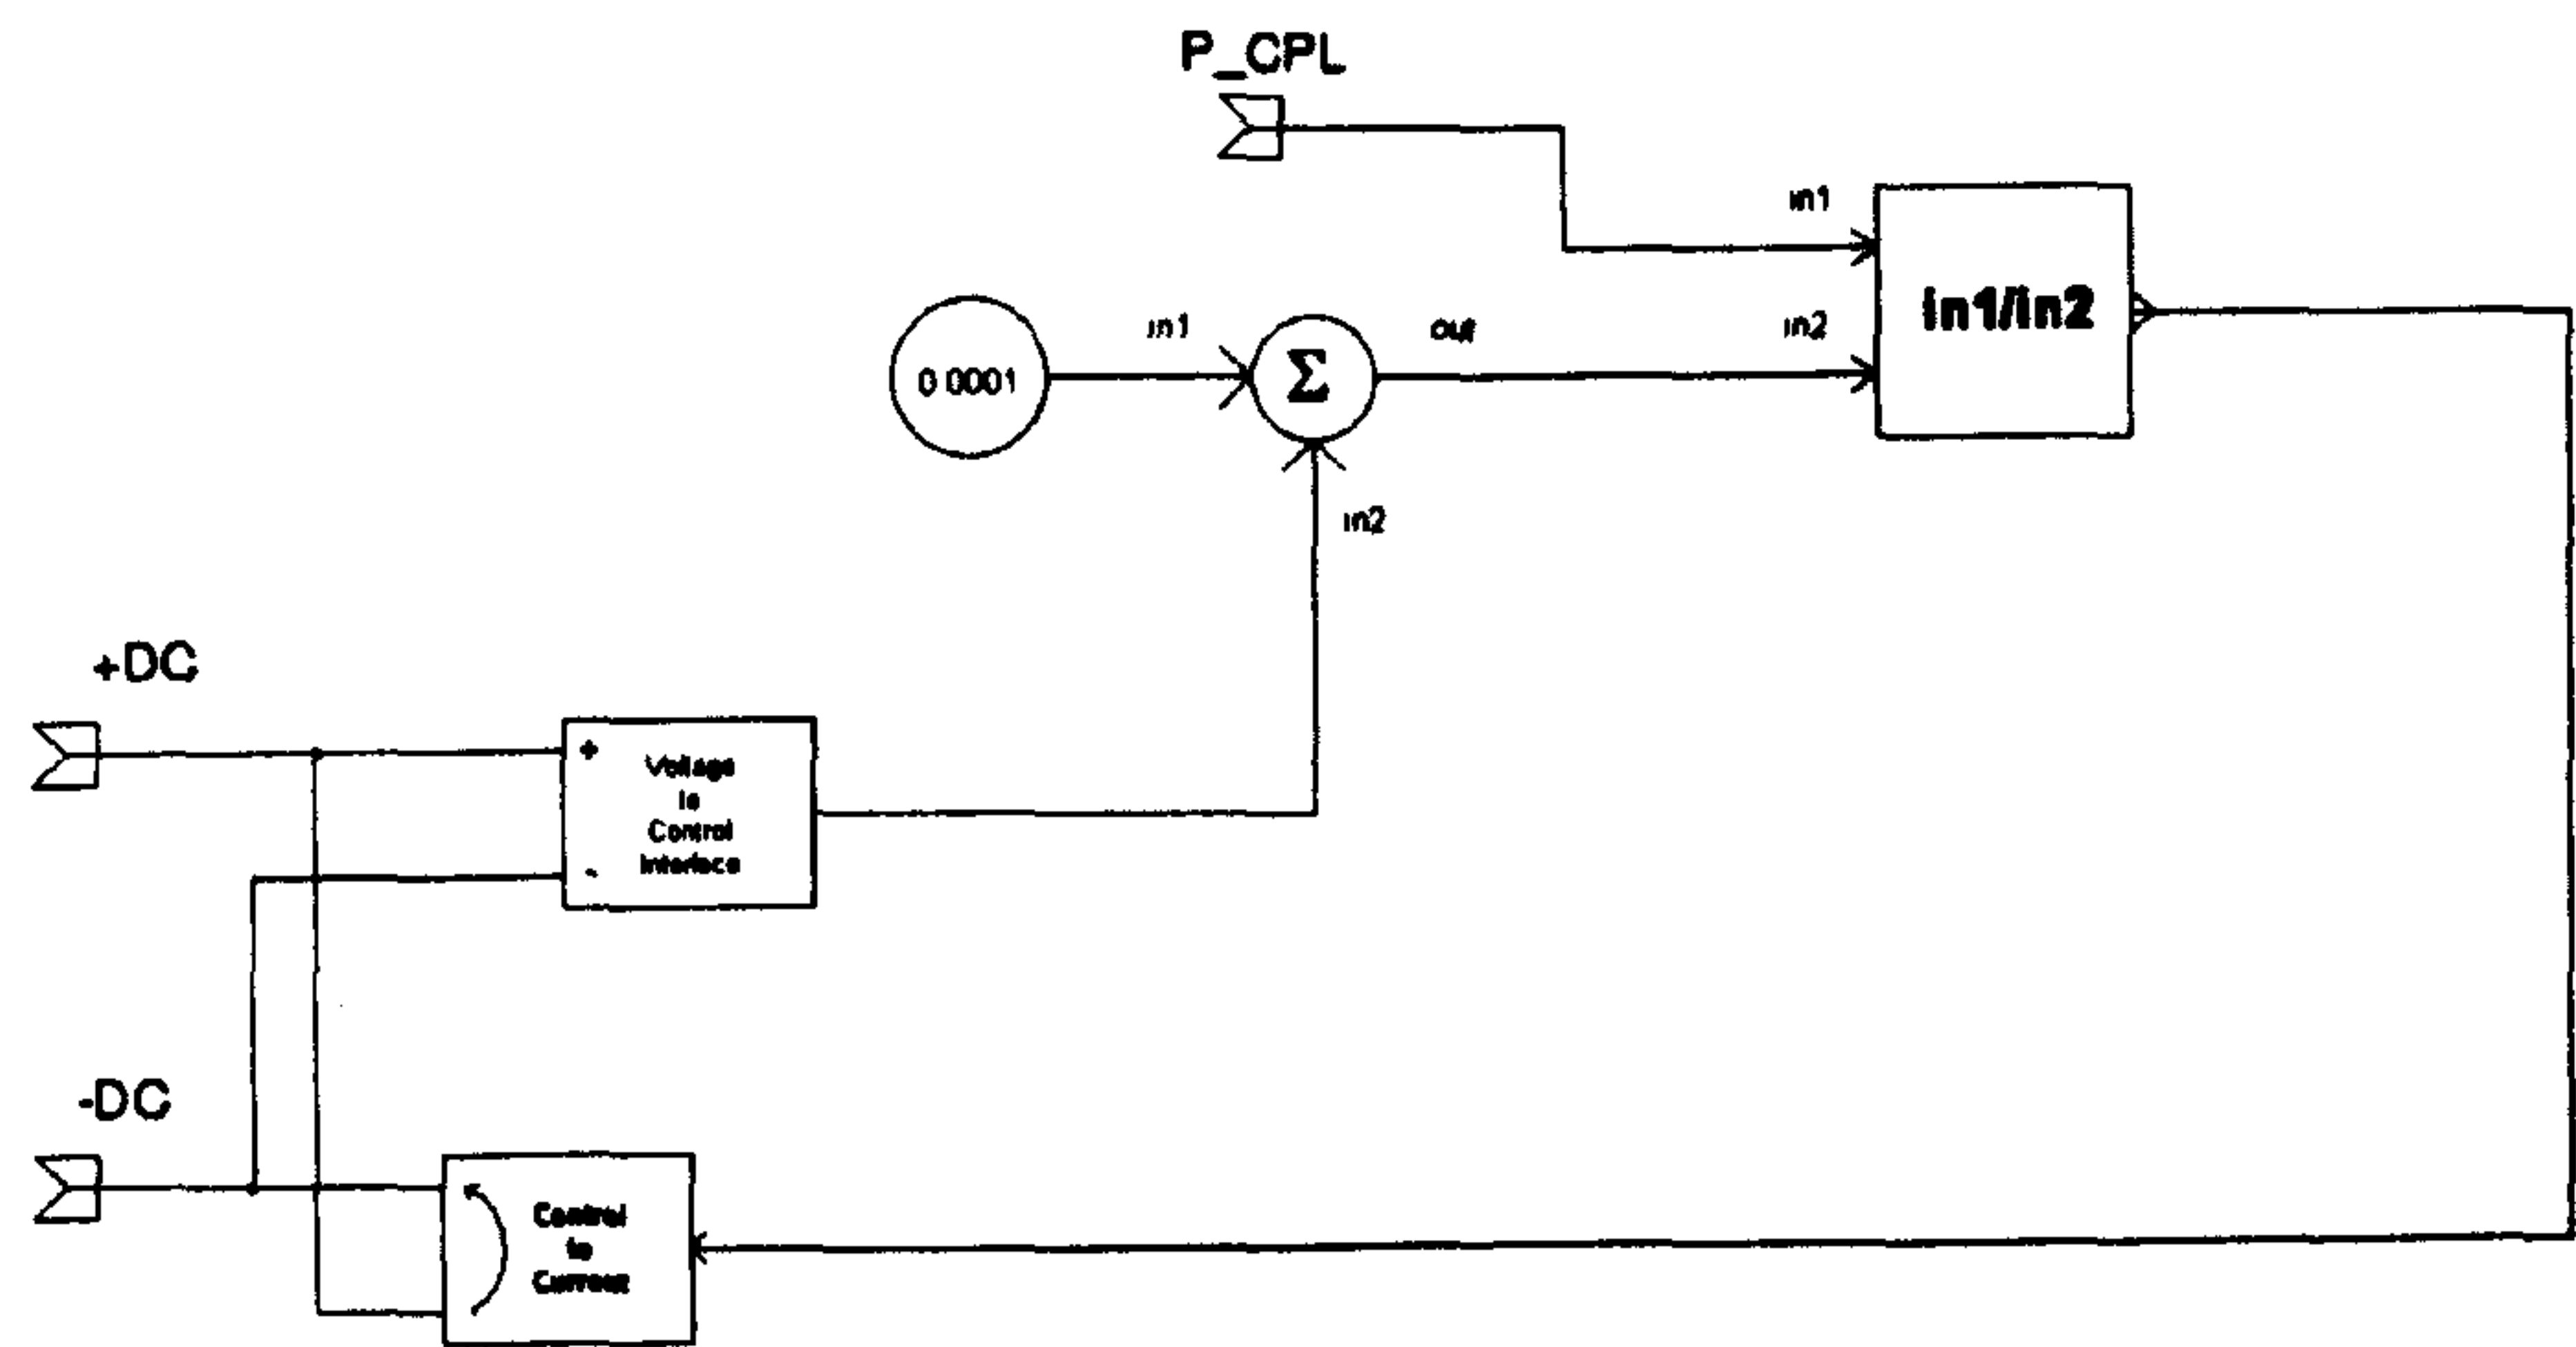 P_CPL
in1
In1/In2
in1
out
in2
0.0001
Σ
in2
+DC
+
Voltage
to
Control
Interface
-
-DC
Control
to
Current